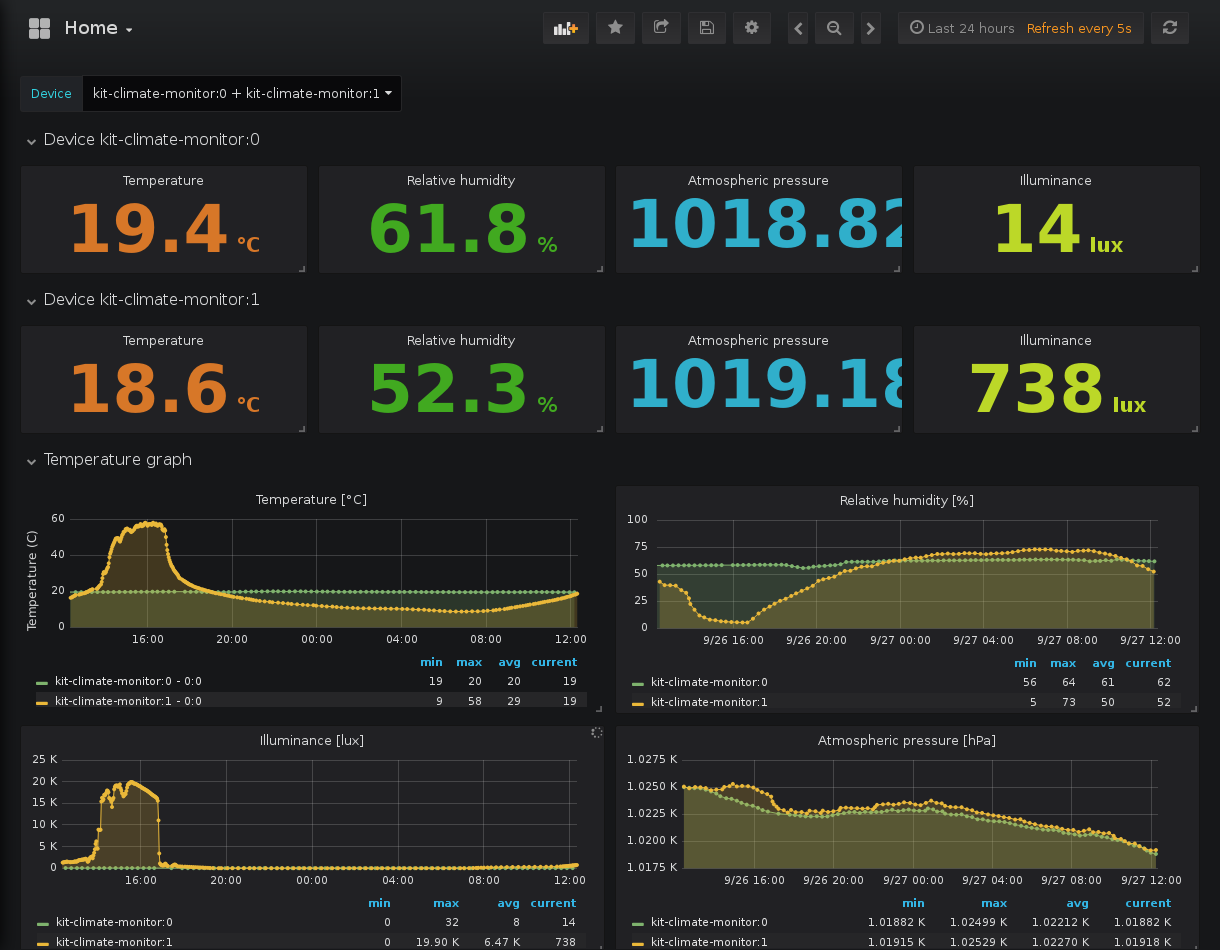 Home
Last 24 hours Refresh every 5s
Device kit-climate-monitor:0 + kit-climate-monitor:1
Device kit-climate-monitor:0
Temperature Relative humidity Atmospheric pressure Illuminance
19.4 °C 61.8 % 1018.82 14 lux
Device kit-climate-monitor:1
Temperature Relative humidity Atmospheric pressure Illuminance
18.6 °C 52.3 % 1019.18 738 lux
Temperature graph
Temperature [°C]
Temperature (C)
60
40
20
0
16:00 20:00 00:00 04:00 08:00 12:00
min max avg current
kit-climate-monitor:0 - 0:0 19 20 20 19
kit-climate-monitor:1 - 0:0 9 58 29 19
Relative humidity [%]
100
75
50
25
0
9/26 16:00 9/26 20:00 9/27 00:00 9/27 04:00 9/27 08:00 9/27 12:00
min max avg current
kit-climate-monitor:0 56 64 61 62
kit-climate-monitor:1 5 73 50 52
Illuminance [lux]
25 K
20 K
15 K
10 K
5 K
0
16:00 20:00 00:00 04:00 08:00 12:00
min max avg current
kit-climate-monitor:0 0 32 8 14
kit-climate-monitor:1 0 19.90 K 6.47 K 738
Atmospheric pressure [hPa]
1.0275 K
1.0250 K
1.0225 K
1.0200 K
1.0175 K
9/26 16:00 9/26 20:00 9/27 00:00 9/27 04:00 9/27 08:00 9/27 12:00
min max avg current
kit-climate-monitor:0 1.01882 K 1.02499 K 1.02212 K 1.01882 K
kit-climate-monitor:1 1.01915 K 1.02529 K 1.02270 K 1.01918 K